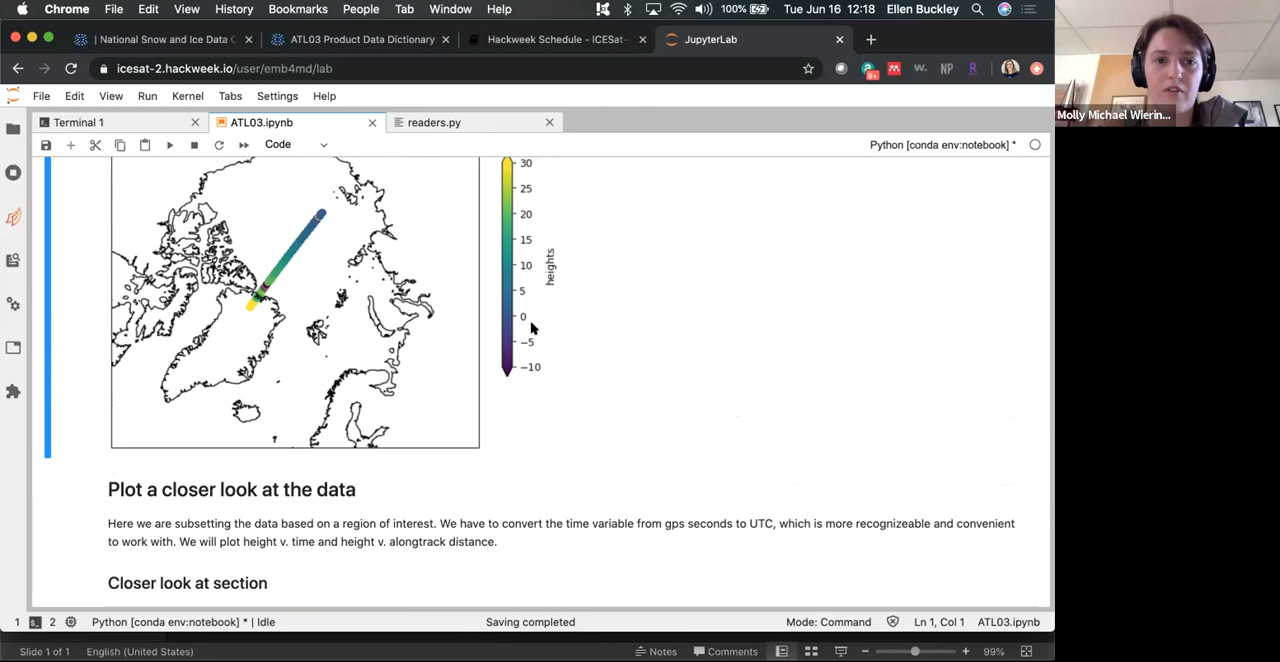 Chrome File Edit View History Bookmarks People Tab Window Help 100% Tue Jun 16 12:18 Ellen Buckley
| National Snow and Ice Data C ATL03 Product Data Dictionary Hackweek Schedule - ICESat- JupyterLab
icesat-2.hackweek.io/user/emb4md/lab 9+ w. NP R
File Edit View Run Kernel Tabs Settings Help
Molly Michael Wierin...
Terminal 1 ATL03.ipynb readers.py
Code Python [conda env:notebook] *
30
25
20
15
10
5
0
−5
−10
heights
Plot a closer look at the data
Here we are subsetting the data based on a region of interest. We have to convert the time variable from gps seconds to UTC, which is more recognizeable and convenient
to work with. We will plot height v. time and height v. alongtrack distance.
Closer look at section
1 2 Python [conda env:notebook] * | Idle Saving completed Mode: Command Ln 1, Col 1 ATL03.ipynb
Slide 1 of 1 English (United States) Notes Comments 99%